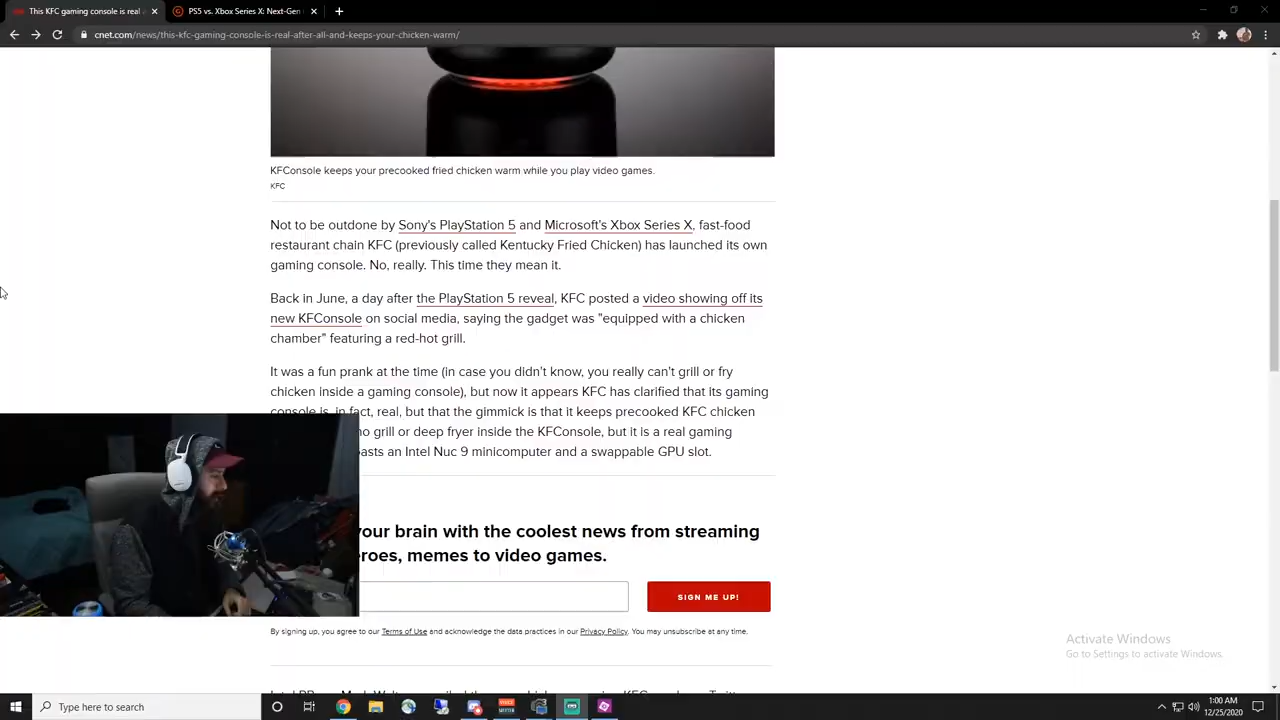 This KFC gaming console is real a
PS5 vs. Xbox Series X: Next-Gen
cnet.com/news/this-kfc-gaming-console-is-real-after-all-and-keeps-your-chicken-warm/
KFConsole keeps your precooked fried chicken warm while you play video games.
KFC
Not to be outdone by Sony's PlayStation 5 and Microsoft's Xbox Series X, fast-food
restaurant chain KFC (previously called Kentucky Fried Chicken) has launched its own
gaming console. No, really. This time they mean it.
Back in June, a day after the PlayStation 5 reveal, KFC posted a video showing off its
new KFConsole on social media, saying the gadget was "equipped with a chicken
chamber" featuring a red-hot grill.
It was a fun prank at the time (in case you didn't know, you really can't grill or fry
chicken inside a gaming console), but now it appears KFC has clarified that its gaming
console is, in fact, real, but that the gimmick is that it keeps precooked KFC chicken
no grill or deep fryer inside the KFConsole, but it is a real gaming
asts an Intel Nuc 9 minicomputer and a swappable GPU slot.
your brain with the coolest news from streaming
eroes, memes to video games.
SIGN ME UP!
By signing up, you agree to our Terms of Use and acknowledge the data practices in our Privacy Policy. You may unsubscribe at any time.
Activate Windows
Go to Settings to activate Windows.
Type here to search
1:00 AM
12/25/2020